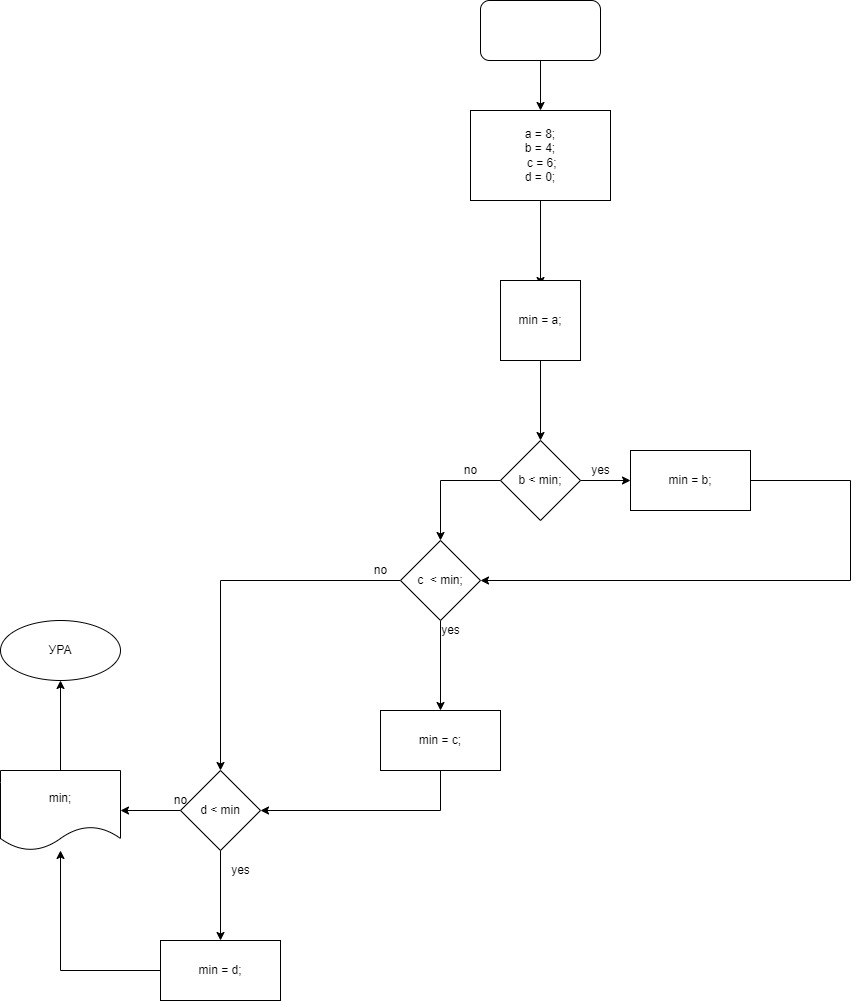 a = 8;
b = 4;
c = 6;
d = 0;
min = a;
no
b < min;
yes
min = b;
no
c < min;
yes
УРА
min = c;
min;
no
d < min
yes
min = d;